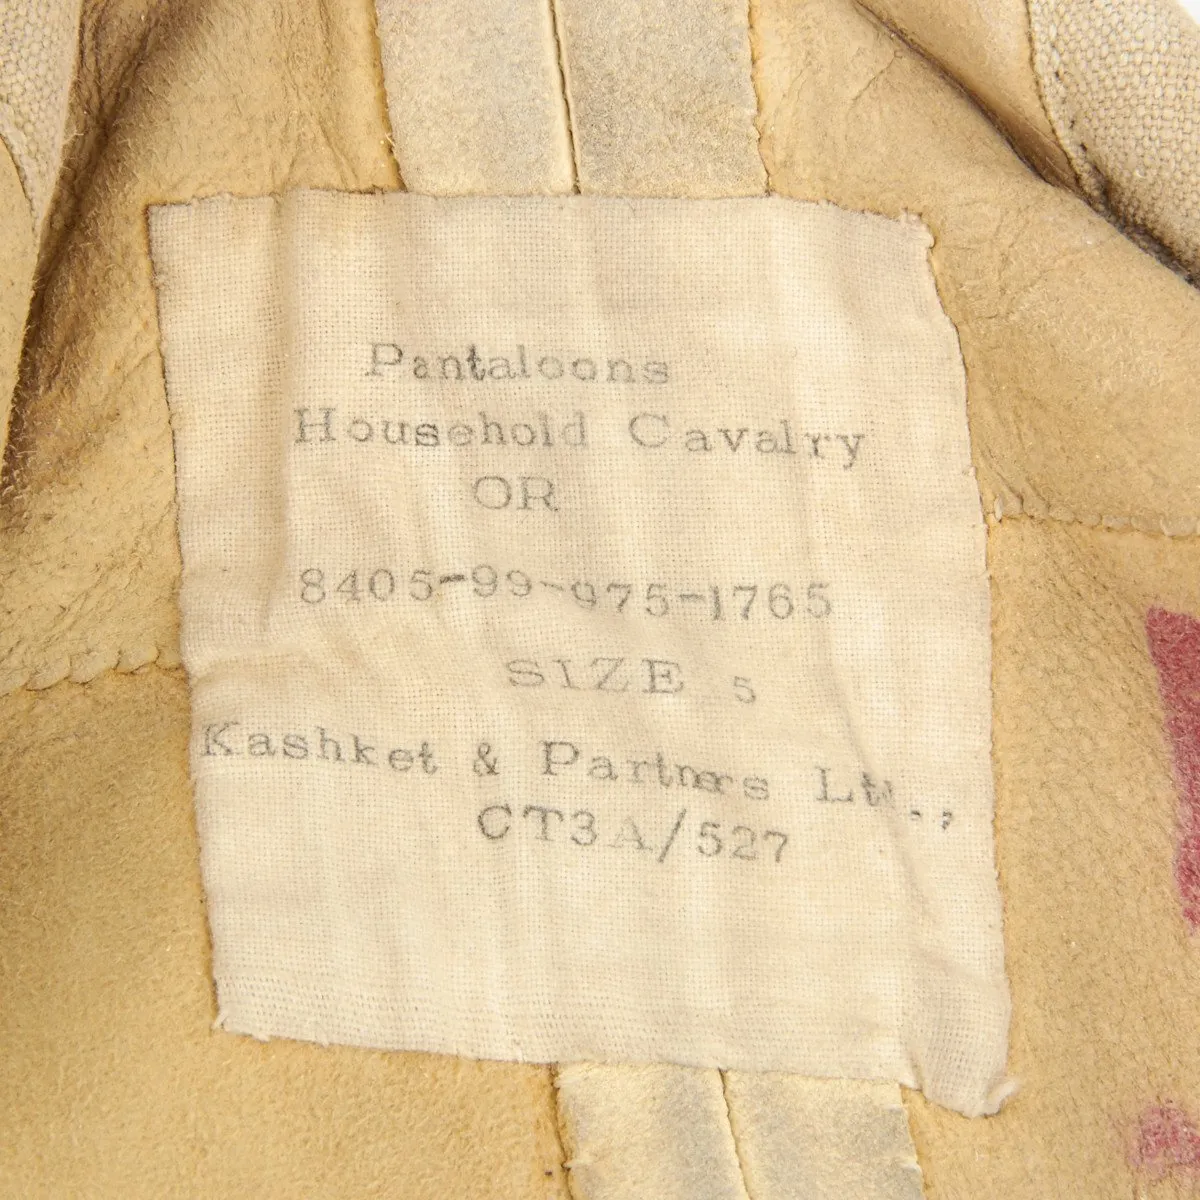 Pantaloons
Household Cavalry
OR
8405-99-975-1765
SIZE 5
Kashket & Partners Ltd.,
CT3A/527